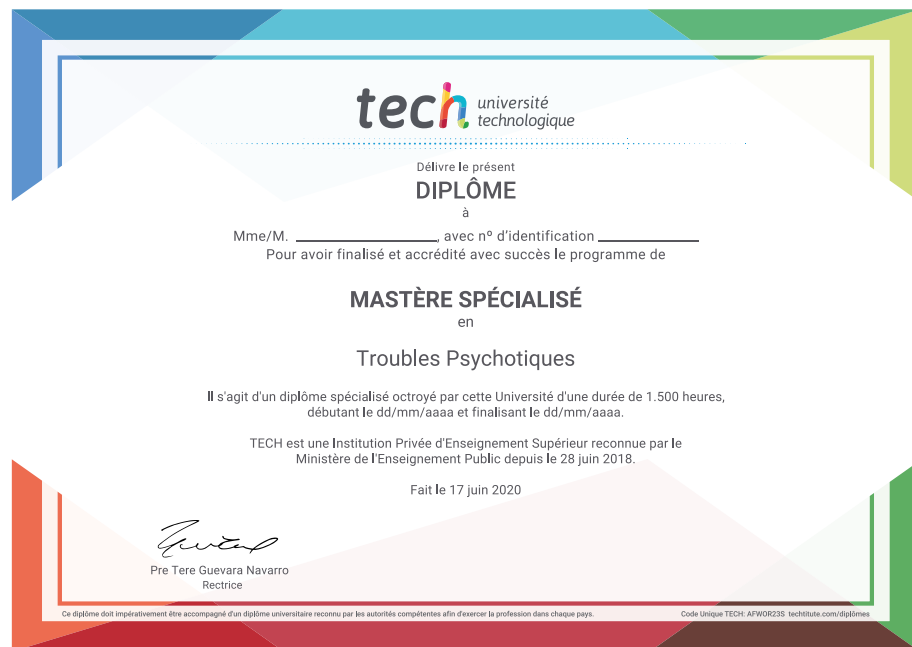 tech université
technologique
Délivre le présent
DIPLÔME
à
Mme/M. ____________, avec nº d'identification ____________
Pour avoir finalisé et accrédité avec succès le programme de
MASTÈRE SPÉCIALISÉ
en
Troubles Psychotiques
Il s'agit d'un diplôme spécialisé octroyé par cette Université d'une durée de 1.500 heures,
débutant le dd/mm/aaaa et finalisant le dd/mm/aaaa.
TECH est une Institution Privée d'Enseignement Supérieur reconnue par le
Ministère de l'Enseignement Public depuis le 28 juin 2018.
Fait le 17 juin 2020
Pre Tere Guevara Navarro
Rectrice
Ce diplôme doit impérativement être accompagné d'un diplôme universitaire reconnu par les autorités compétentes afin d'exercer la profession dans chaque pays.
Code Unique TECH: AFWOR23S techtitute.com/diplômes